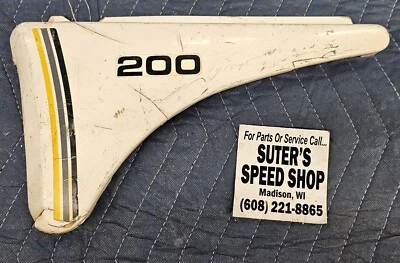 200
For Parts Or Service Call...
SUTER'S
SPEED SHOP
Madison, WI
(608) 221-8865